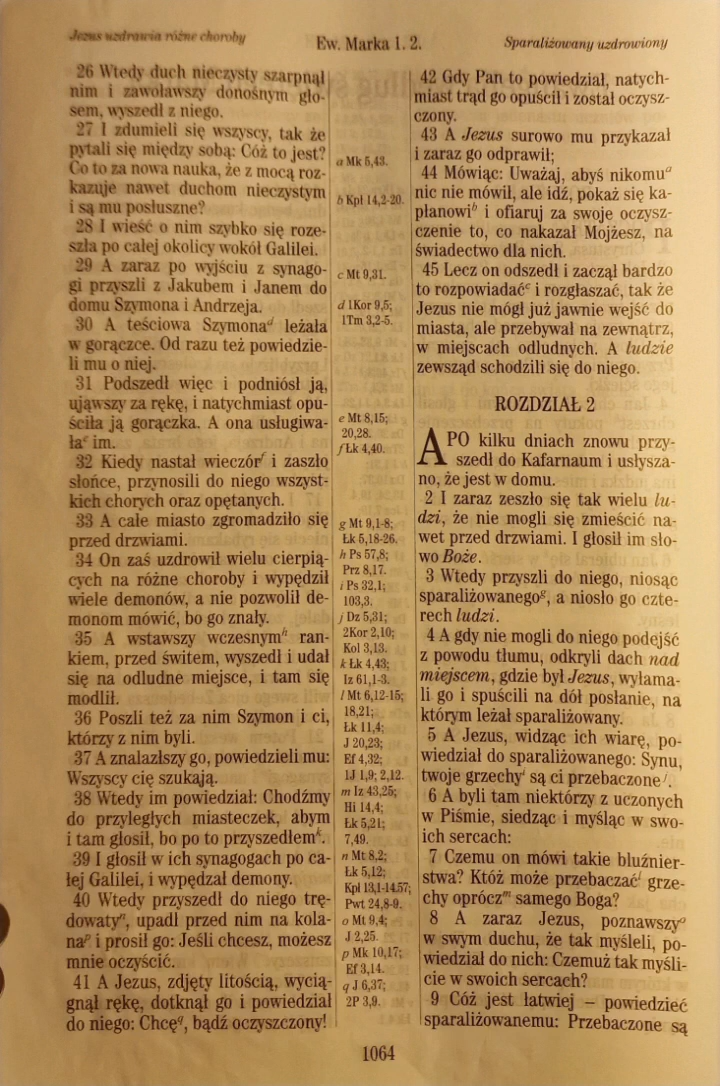 Jezus uzdrawia różne choroby
Ew. Marka 1. 2.
Sparaliżowany uzdrowiony
26 Wtedy duch nieczysty szarpnął
nim i zawoławszy donośnym gło-
sem, wyszedł z niego.
27 I zdumieli się wszyscy, tak że
pytali się między sobą: Cóż to jest?
Co to za nowa nauka, że z mocą roz-
kazuje nawet duchom nieczystym
i są mu posłuszne?
28 I wieść o nim szybko się roze-
szła po całej okolicy wokół Galilei.
29 A zaraz po wyjściu z synago-
gi przyszli z Jakubem i Janem do
domu Szymona i Andrzeja.
30 A teściowa Szymona^d leżała
w gorączce. Od razu też powiedzie-
li mu o niej.
31 Podszedł więc i podniósł ją,
ująwszy za rękę, i natychmiast opu-
ściła ją gorączka. A ona usługiwa-
ła^e im.
32 Kiedy nastał wieczór^f i zaszło
słońce, przynosili do niego wszyst-
kich chorych oraz opętanych.
33 A całe miasto zgromadziło się
przed drzwiami.
34 On zaś uzdrowił wielu cierpią-
cych na różne choroby i wypędził
wiele demonów, a nie pozwolił de-
monom mówić, bo go znały.
35 A wstawszy wczesnym^h ran-
kiem, przed świtem, wyszedł i udał
się na odludne miejsce, i tam się
modlił.
36 Poszli też za nim Szymon i ci,
którzy z nim byli.
37 A znalazłszy go, powiedzieli mu:
Wszyscy cię szukają.
38 Wtedy im powiedział: Chodźmy
do przyległych miasteczek, abym
i tam głosił, bo po to przyszedłem^k.
39 I głosił w ich synagogach po ca-
łej Galilei, i wypędzał demony.
40 Wtedy przyszedł do niego trę-
dowaty^n, upadł przed nim na kola-
na^p i prosił go: Jeśli chcesz, możesz
mnie oczyścić.
41 A Jezus, zdjęty litością, wycią-
gnął rękę, dotknął go i powiedział
do niego: Chcę^q, bądź oczyszczony!
a Mk 5,43.
b Kpł 14,2-20.
c Mt 9,31.
d 1Kor 9,5;
1Tm 3,2-5.
e Mt 8,15;
20,28.
f Łk 4,40.
g Mt 9,1-8;
Łk 5,18-26.
h Ps 57,8;
Prz 8,17.
i Ps 32,1;
103,3.
j Dz 5,31;
2Kor 2,10;
Kol 3,13.
k Łk 4,43;
Iz 61,1-3.
l Mt 6,12-15;
18,21;
Łk 11,4;
J 20,23;
Ef 4,32;
1J 1,9; 2,12.
m Iz 43,25;
Hi 14,4;
Łk 5,21;
7,49.
n Mt 8,2;
Łk 5,12;
Kpł 13,1-14.57;
Pwt 24,8-9.
o Mt 9,4;
J 2,25.
p Mk 10,17;
Ef 3,14.
q J 6,37;
2P 3,9.
42 Gdy Pan to powiedział, natych-
miast trąd go opuścił i został oczysz-
czony.
43 A Jezus surowo mu przykazał
i zaraz go odprawił;
44 Mówiąc: Uważaj, abyś nikomu^a
nic nie mówił, ale idź, pokaż się ka-
płanowi^b i ofiaruj za swoje oczysz-
czenie to, co nakazał Mojżesz, na
świadectwo dla nich.
45 Lecz on odszedł i zaczął bardzo
to rozpowiadać^c i rozgłaszać, tak że
Jezus nie mógł już jawnie wejść do
miasta, ale przebywał na zewnątrz,
w miejscach odludnych. A ludzie
zewsząd schodzili się do niego.
ROZDZIAŁ 2
A PO kilku dniach znowu przy-
szedł do Kafarnaum i usłysza-
no, że jest w domu.
2 I zaraz zeszło się tak wielu lu-
dzi, że nie mogli się zmieścić na-
wet przed drzwiami. I głosił im sło-
wo Boże.
3 Wtedy przyszli do niego, niosąc
sparaliżowanego^g, a niosło go czte-
rech ludzi.
4 A gdy nie mogli do niego podejść
z powodu tłumu, odkryli dach nad
miejscem, gdzie był Jezus, wyłama-
li go i spuścili na dół posłanie, na
którym leżał sparaliżowany.
5 A Jezus, widząc ich wiarę, po-
wiedział do sparaliżowanego: Synu,
twoje grzechy^i są ci przebaczone^j.
6 A byli tam niektórzy z uczonych
w Piśmie, siedząc i myśląc w swo-
ich sercach:
7 Czemu on mówi takie bluźnier-
stwa? Któż może przebaczać^l grze-
chy oprócz^m samego Boga?
8 A zaraz Jezus, poznawszy^o
w swym duchu, że tak myśleli, po-
wiedział do nich: Czemuż tak myśli-
cie w swoich sercach?
9 Cóż jest łatwiej – powiedzieć
sparaliżowanemu: Przebaczone są
1064